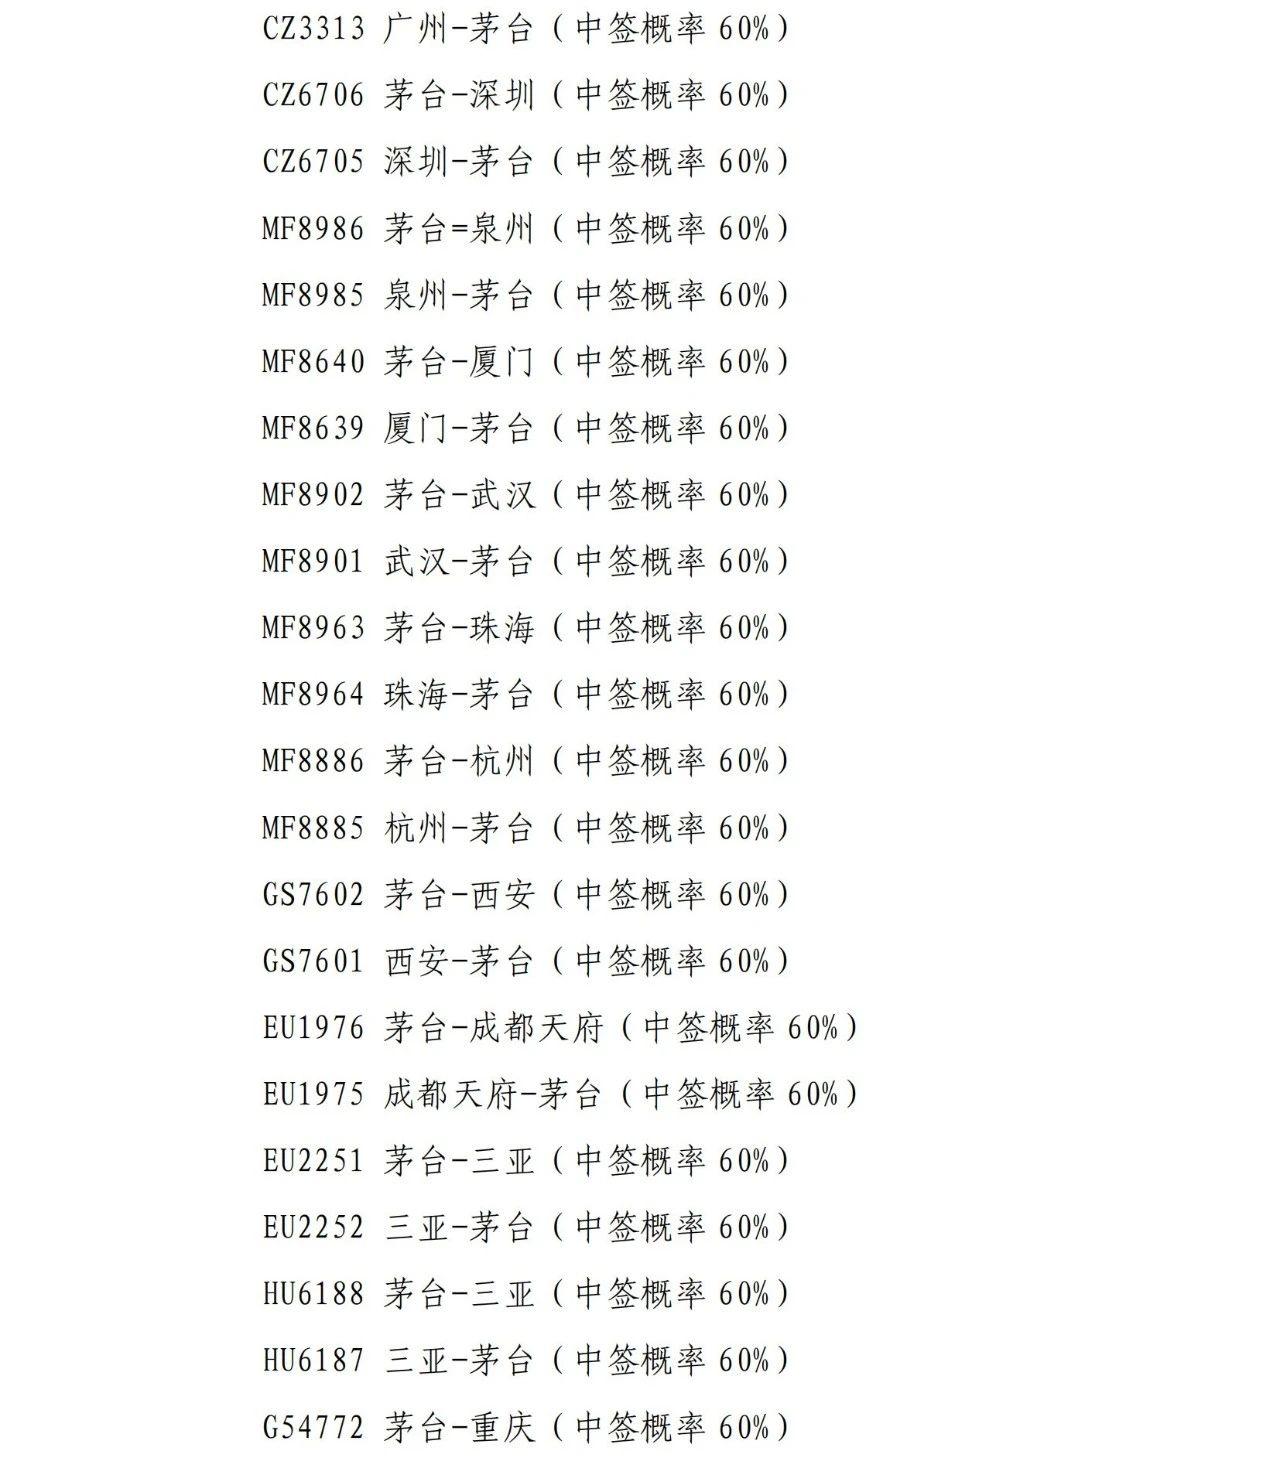 CZ3313 广州-茅台（中签概率 60%）
CZ6706 茅台-深圳（中签概率 60%）
CZ6705 深圳-茅台（中签概率 60%）
MF8986 茅台=泉州（中签概率 60%）
MF8985 泉州-茅台（中签概率 60%）
MF8640 茅台-厦门（中签概率 60%）
MF8639 厦门-茅台（中签概率 60%）
MF8902 茅台-武汉（中签概率 60%）
MF8901 武汉-茅台（中签概率 60%）
MF8963 茅台-珠海（中签概率 60%）
MF8964 珠海-茅台（中签概率 60%）
MF8886 茅台-杭州（中签概率 60%）
MF8885 杭州-茅台（中签概率 60%）
GS7602 茅台-西安（中签概率 60%）
GS7601 西安-茅台（中签概率 60%）
EU1976 茅台-成都天府（中签概率 60%）
EU1975 成都天府-茅台（中签概率 60%）
EU2251 茅台-三亚（中签概率 60%）
EU2252 三亚-茅台（中签概率 60%）
HU6188 茅台-三亚（中签概率 60%）
HU6187 三亚-茅台（中签概率 60%）
G54772 茅台-重庆（中签概率 60%）